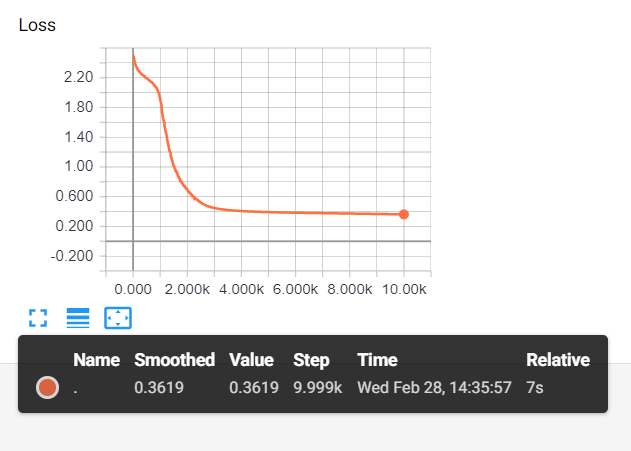 Loss
2.20
1.80
1.40
1.00
0.600
0.200
-0.200
0.000 2.000k 4.000k 6.000k 8.000k 10.00k
Name Smoothed Value Step Time Relative
. 0.3619 0.3619 9.999k Wed Feb 28, 14:35:57 7s